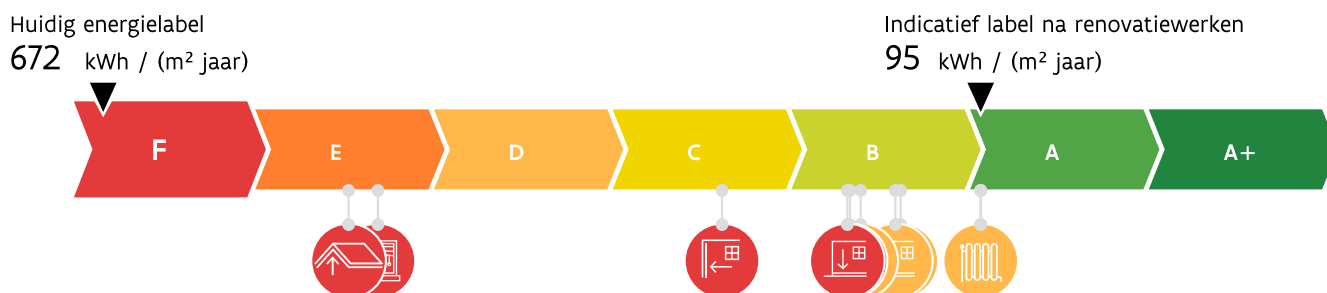 Huidig energielabel
672 kWh / (m² jaar)
Indicatief label na renovatiewerken
95 kWh / (m² jaar)
F E D C B A A+